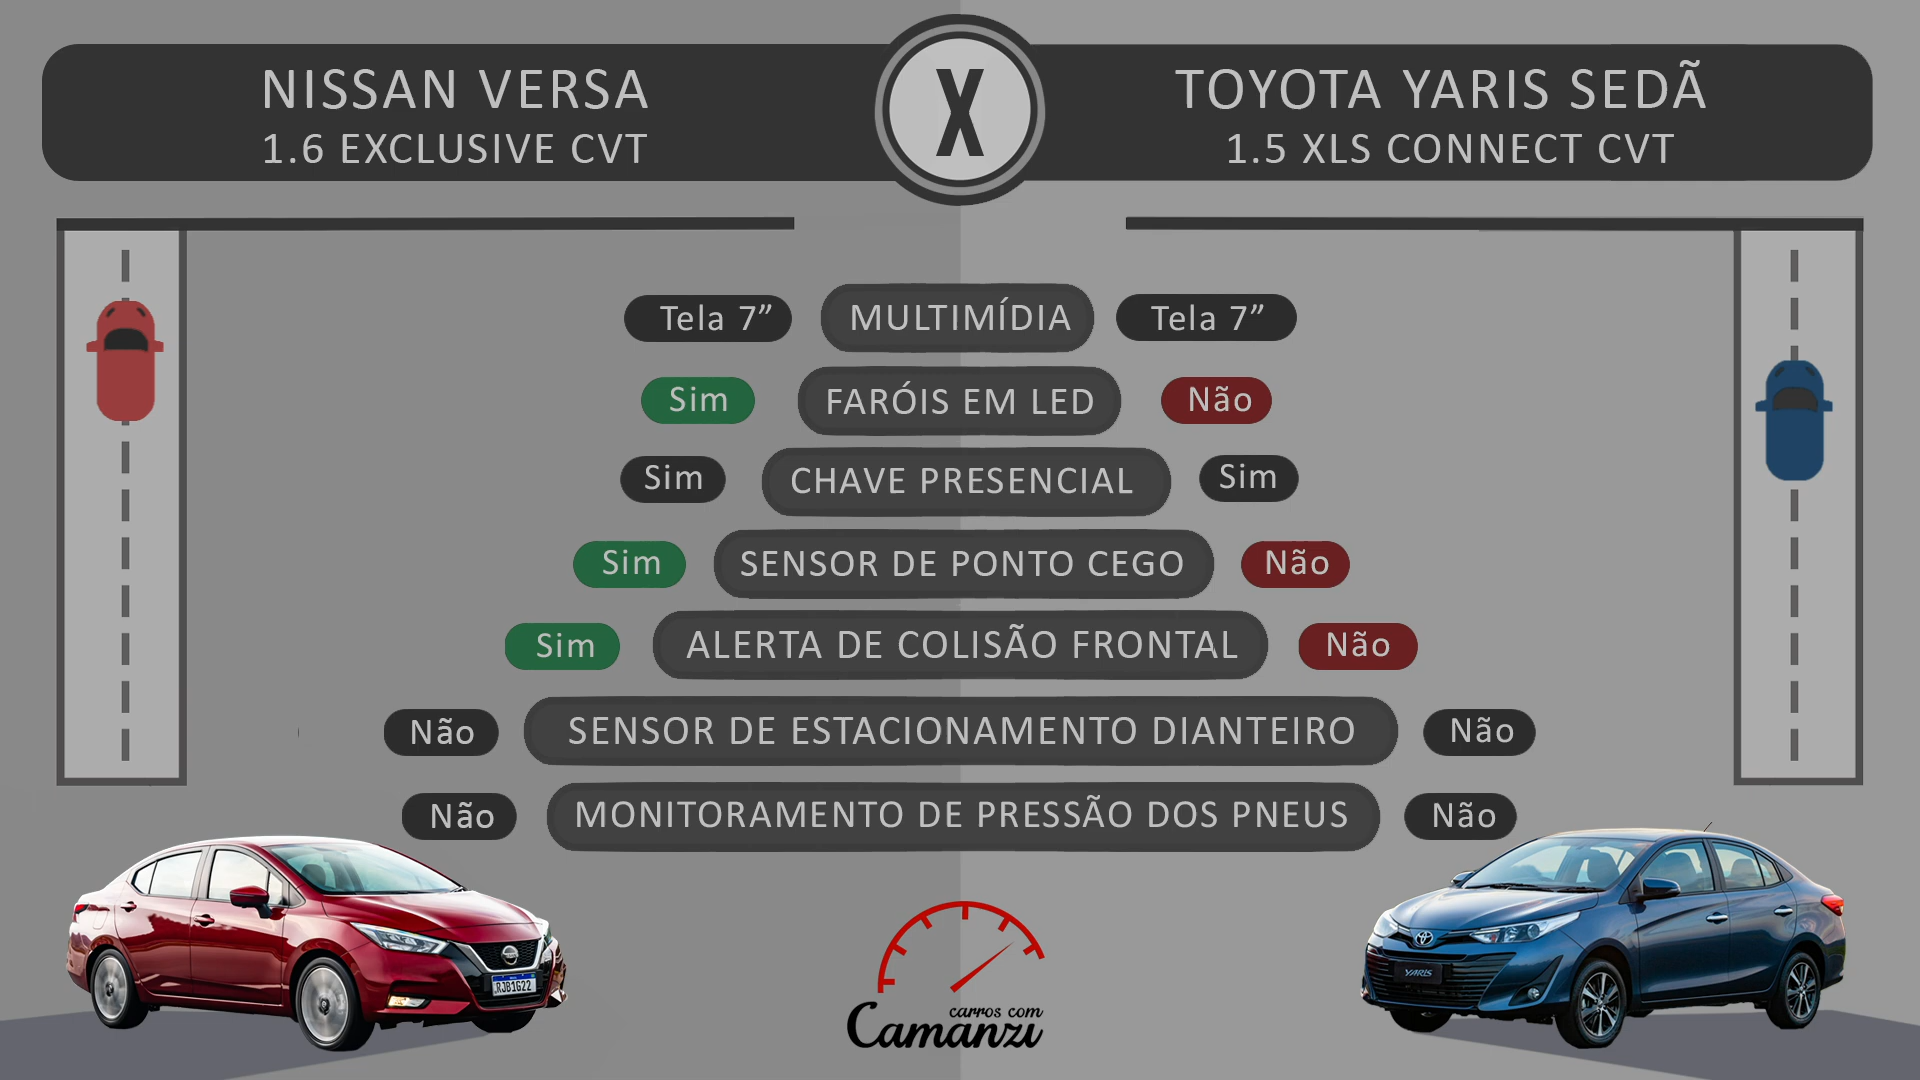 NISSAN VERSA
1.6 EXCLUSIVE CVT
X
TOYOTA YARIS SEDÃ
1.5 XLS CONNECT CVT
Tela 7” MULTIMÍDIA Tela 7”
Sim FARÓIS EM LED Não
Sim CHAVE PRESENCIAL Sim
Sim SENSOR DE PONTO CEGO Não
Sim ALERTA DE COLISÃO FRONTAL Não
Não SENSOR DE ESTACIONAMENTO DIANTEIRO Não
Não MONITORAMENTO DE PRESSÃO DOS PNEUS Não
RJB1G22
YARIS
carros com
Camanzi